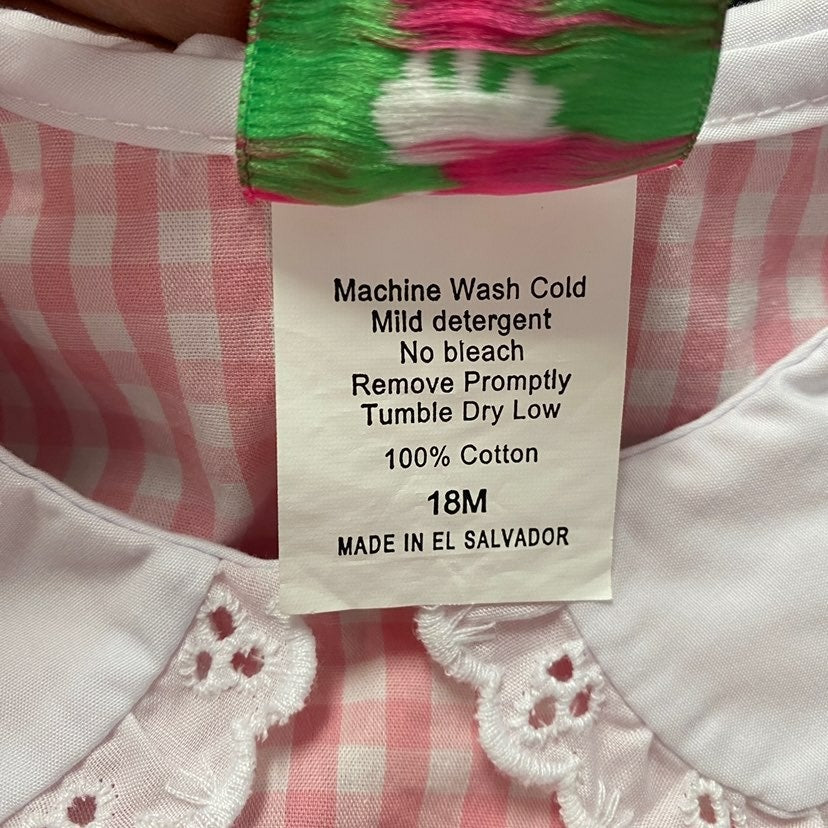 Machine Wash Cold
Mild detergent
No bleach
Remove Promptly
Tumble Dry Low
100% Cotton
18M
MADE IN EL SALVADOR